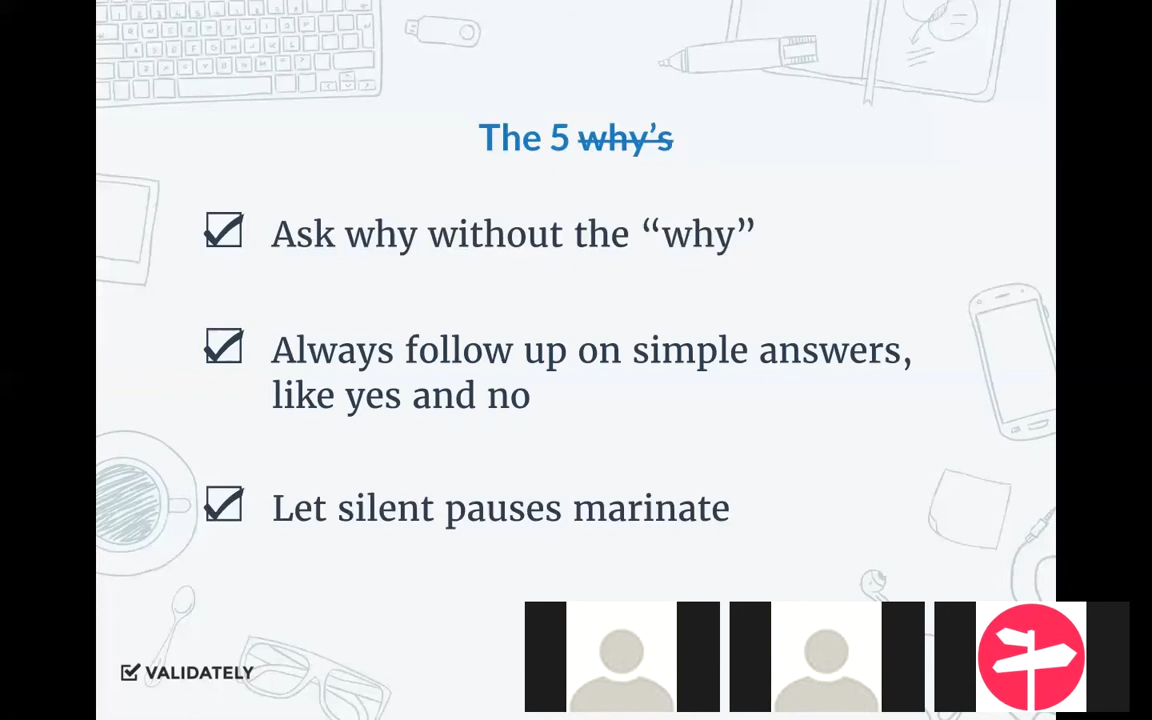 The 5 why’s
Ask why without the “why”
Always follow up on simple answers,
like yes and no
Let silent pauses marinate
VALIDATELY